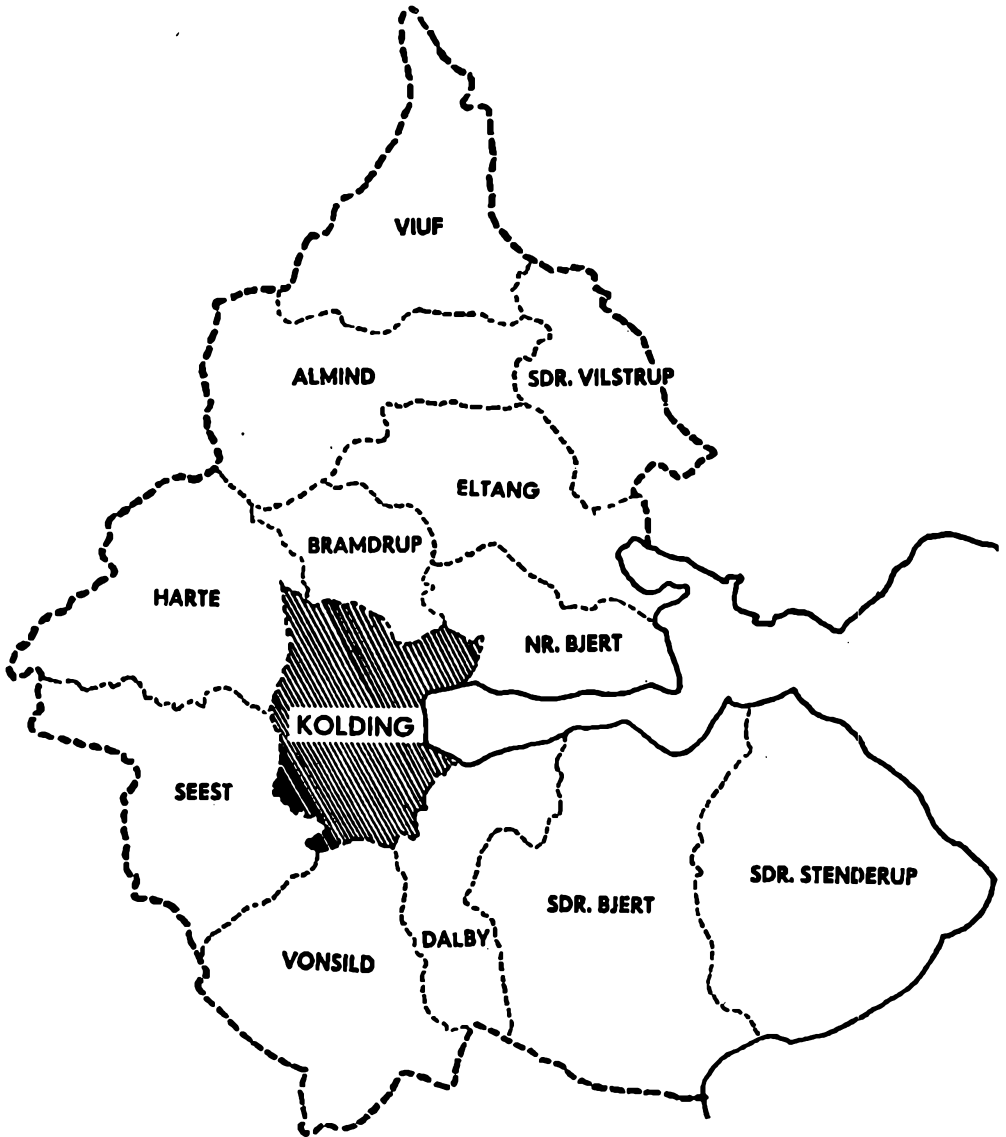 VIUF
ALMIND
SDR. VILSTRUP
ELTANG
BRAMDRUP
HARTE
NR. BJERT
KOLDING
SEEST
SDR. STENDERUP
SDR. BJERT
DALBY
VONSILD